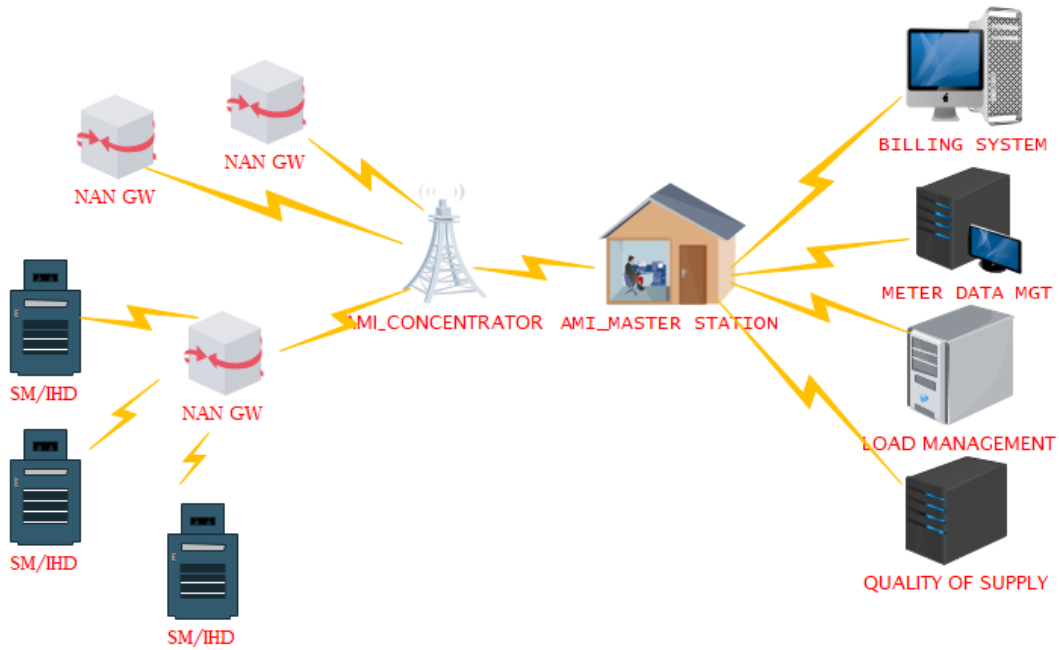 NAN GW
NAN GW
BILLING SYSTEM
METER DATA MGT
AMI_CONCENTRATOR
AMI_MASTER STATION
SM/IHD
NAN GW
LOAD MANAGEMENT
SM/IHD
QUALITY OF SUPPLY
SM/IHD